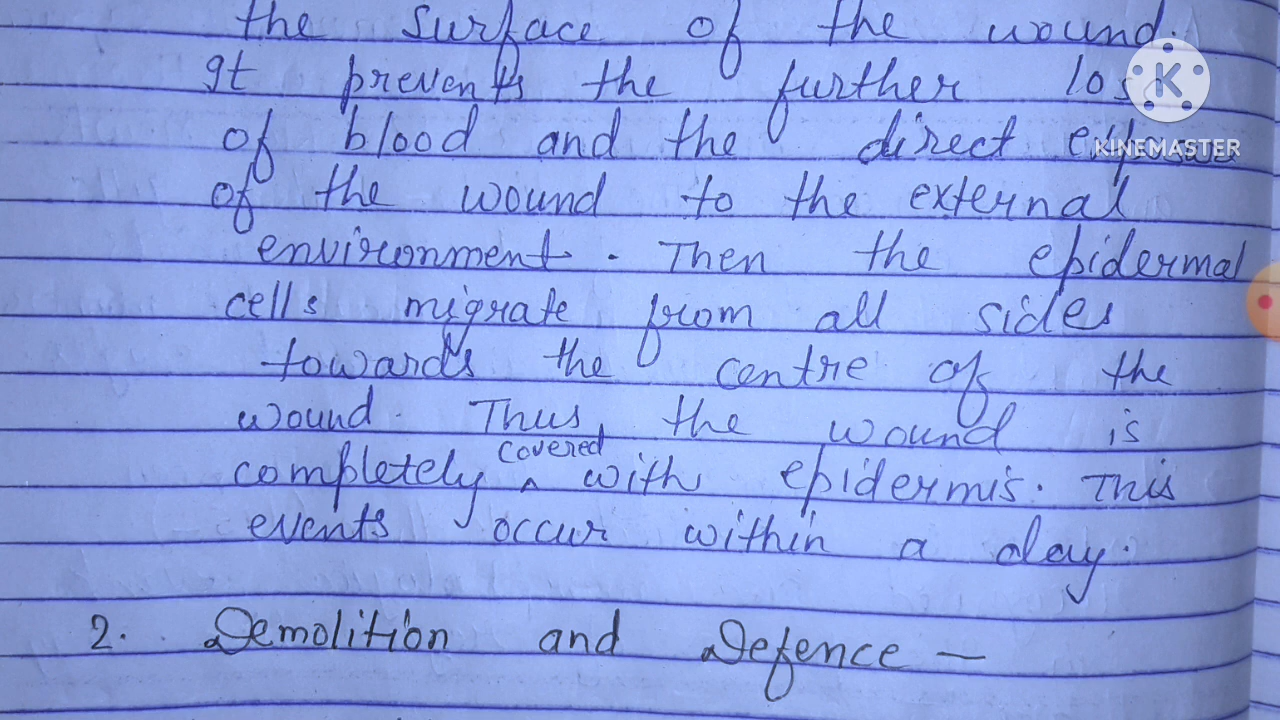 the surface of the wound.
It prevents the further los
of blood and the direct exposure
of the wound to the external
environment. Then the epidermal
cells migrate from all sides
towards the centre of the
wound. Thus, the wound is
covered
completely ^ with epidermis. This
events occur within a day.
2. Demolition and Defence —
K
KINEMASTER